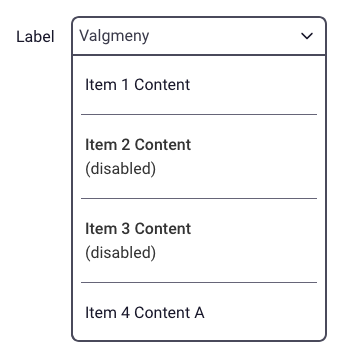 Label
Valgmeny
Item 1 Content
Item 2 Content
(disabled)
Item 3 Content
(disabled)
Item 4 Content A